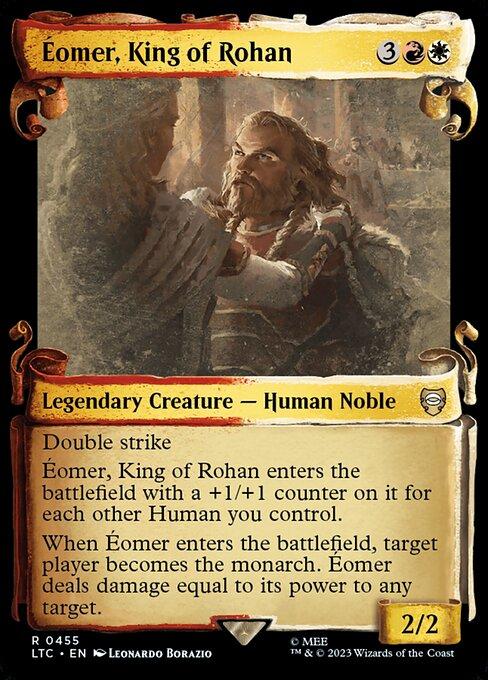 Éomer, King of Rohan 3
Legendary Creature — Human Noble
Double strike
Éomer, King of Rohan enters the
battlefield with a +1/+1 counter on it for
each other Human you control.
When Éomer enters the battlefield, target
player becomes the monarch. Éomer
deals damage equal to its power to any
target.
2/2
R 0455
LTC • EN Leonardo Borazio
© MEE
™ & © 2023 Wizards of the Coast